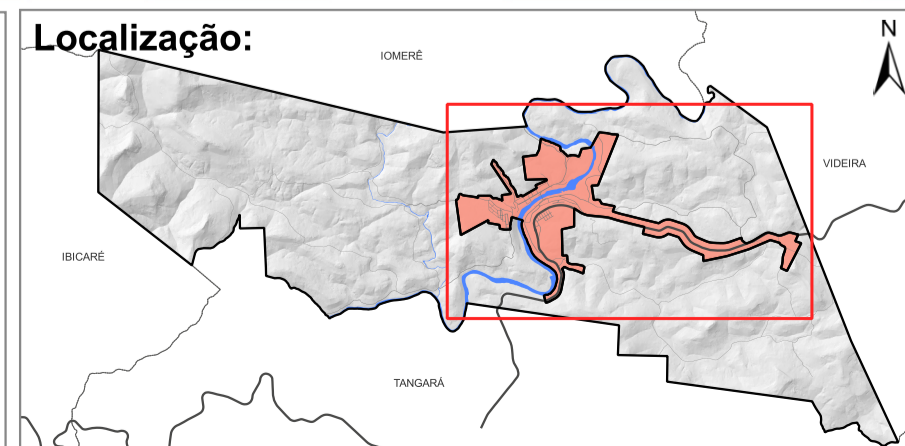 Localização:
N
IOMERÊ
VIDEIRA
IBICARÉ
TANGARÁ